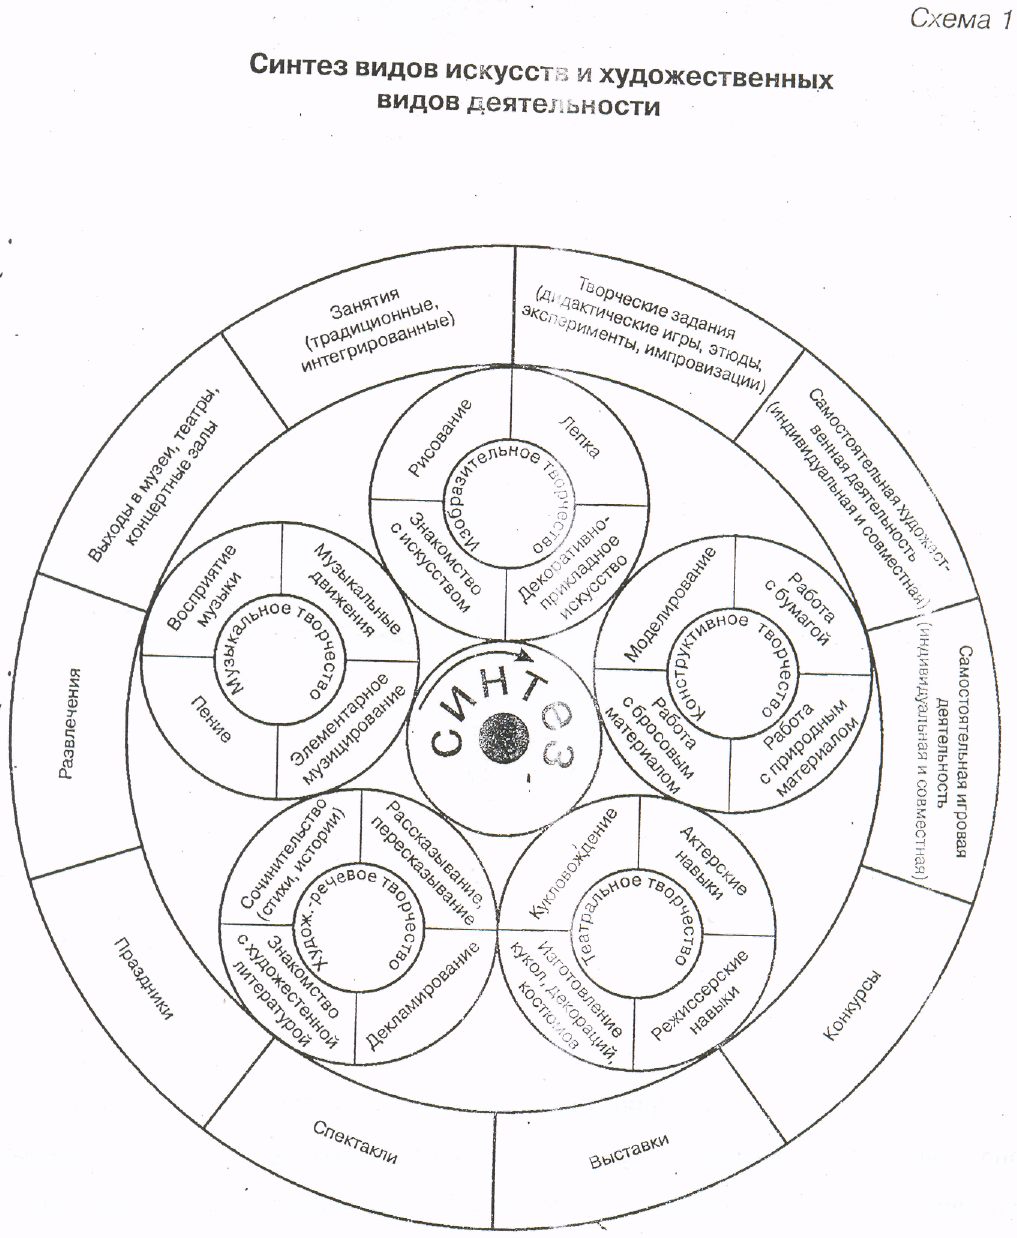 Схема 1
Синтез видов искусств и художественных
видов деятельности
Занятия
(традиционные,
интегрированные)
Творческие задания
(дидактические игры, этюды,
эксперименты, импровизации)
Самостоятельная художест-
венная деятельность
(индивидуальная и совместная)
Самостоятельная игровая
деятельность
(индивидуальная и совместная)
Конкурсы
Выставки
Спектакли
Праздники
Развлечения
Выходы в музеи, театры,
концертные залы
Изобразительное творчество
Рисование
Лепка
Декоративно-
прикладное
искусство
Знакомство
с искусством
Конструктивное творчество
Моделирование
Работа
с бумагой
Работа
с природным
материалом
Работа
с бросовым
материалом
Театральное творчество
Кукловождение
Актерские
навыки
Режиссерские
навыки
Изготовление
кукол, декораций,
костюмов
Худож.-речевое творчество
Сочинительство
(стихи, истории)
Рассказывание,
пересказывание
Декламирование
Знакомство
с художестенной
литературой
Музыкальное творчество
Восприятие
музыки
Музыкальные
движения
Элементарное
музицирование
Пение
синтез